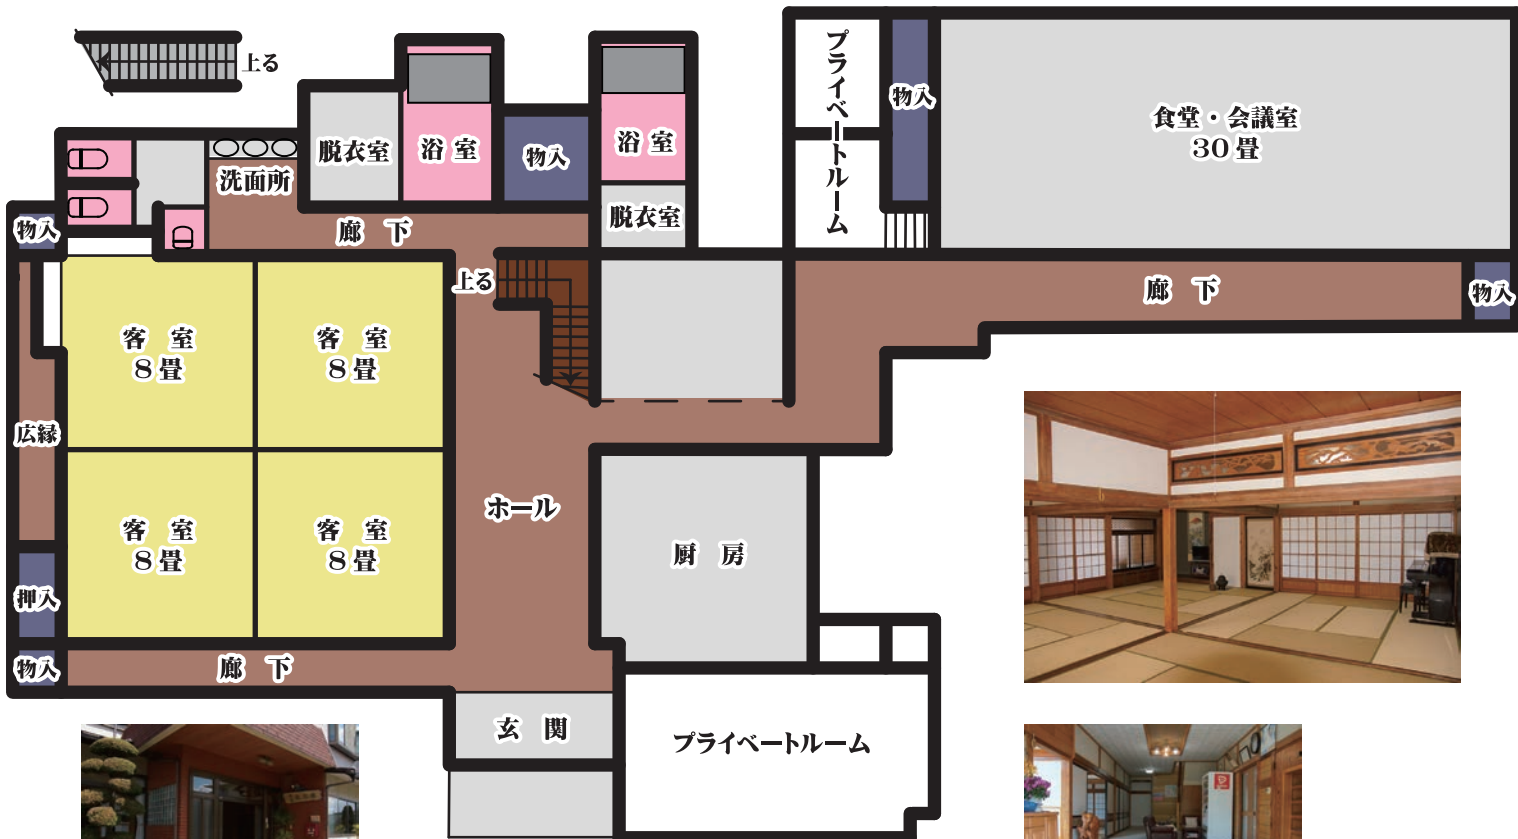 上る
プライベートルーム
物入
食堂・会議室
30畳
脱衣室
浴 室
物入
浴 室
洗面所
脱衣室
物入
廊 下
上る
廊 下
物入
客 室
8畳
客 室
8畳
広縁
ホール
客 室
8畳
客 室
8畳
厨 房
押入
物入
廊 下
玄 関
プライベートルーム